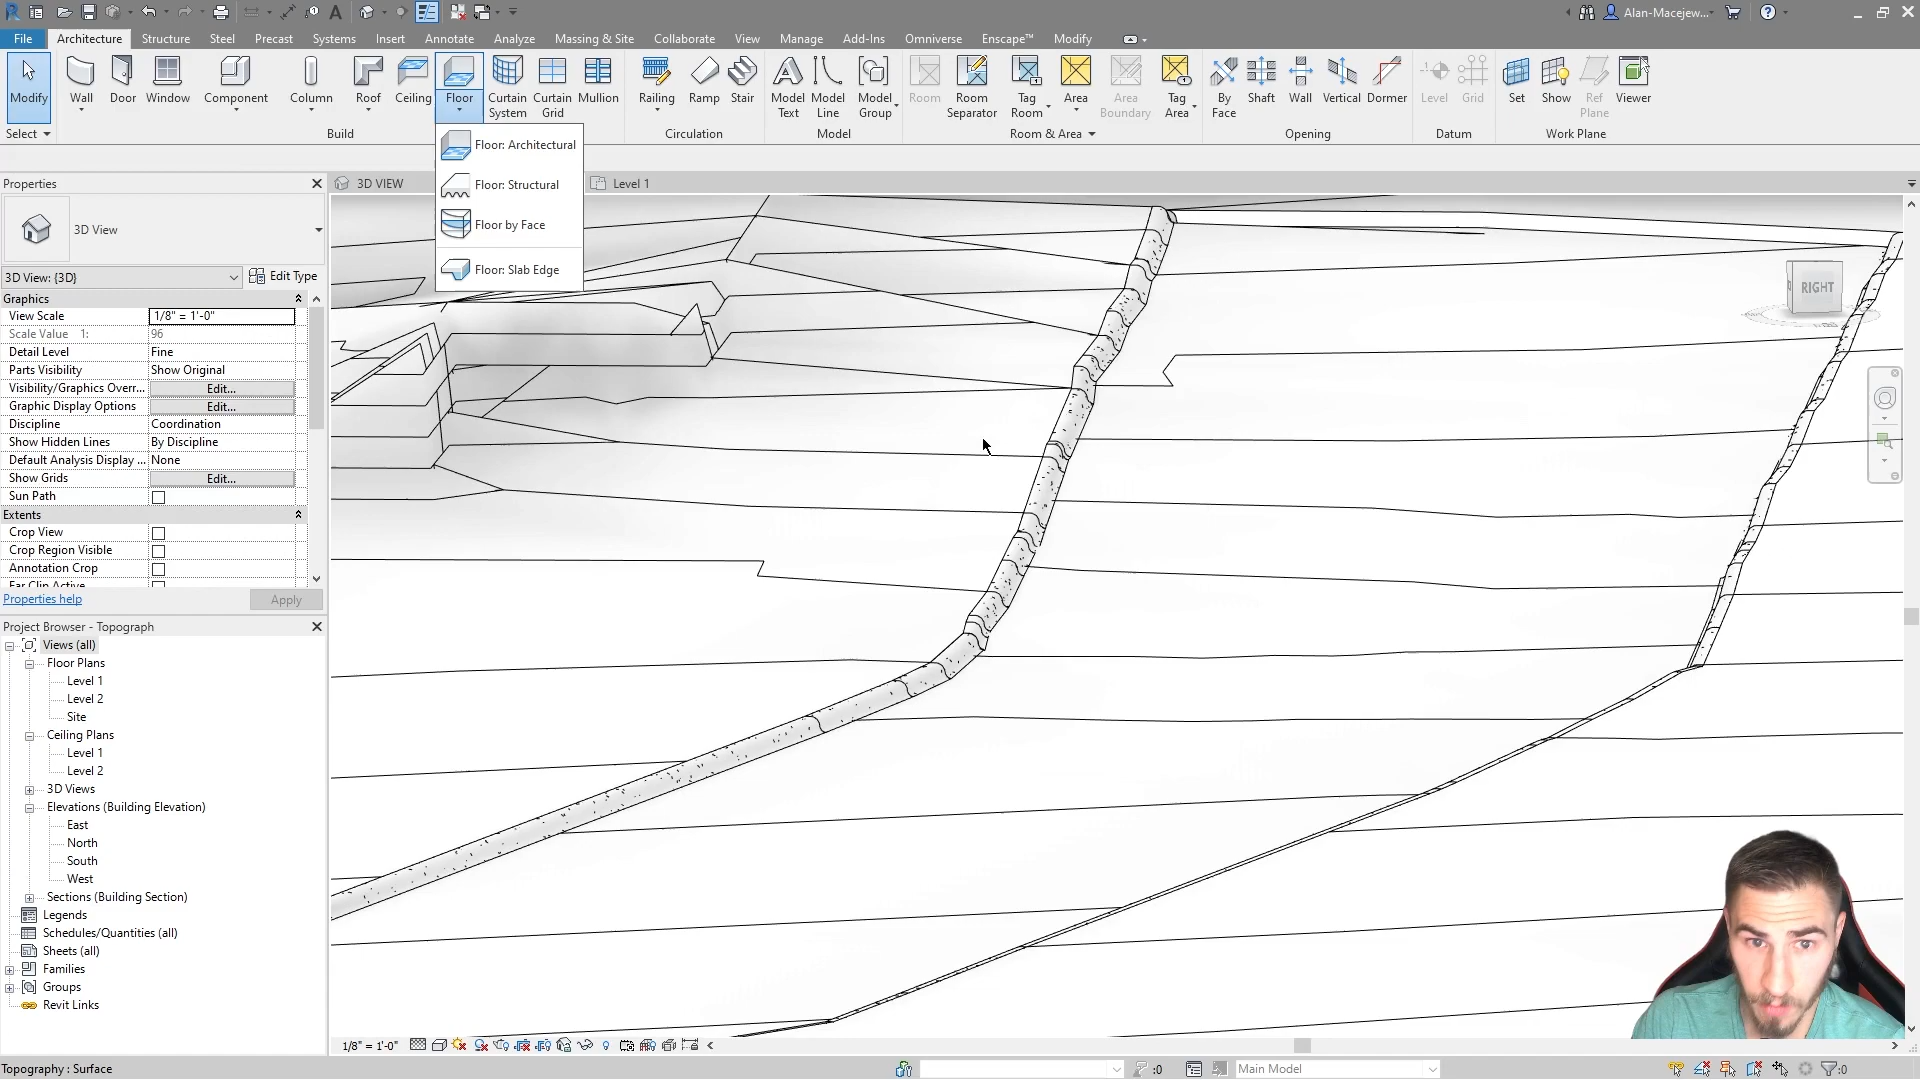 Alan-Macejew...
File Architecture Structure Steel Precast Systems Insert Annotate Analyze Massing & Site Collaborate View Manage Add-Ins Omniverse Enscape™ Modify
Modify Wall Door Window Component Column Roof Ceiling Floor Curtain System Curtain Grid Mullion Railing Ramp Stair Model Text Model Line Model Group Room Room Separator Tag Room Area Area Boundary Tag Area By Face Shaft Wall Vertical Dormer Level Grid Set Show Ref Plane Viewer
Select Build Circulation Model Room & Area Opening Datum Work Plane
Floor: Architectural
Floor: Structural
Floor by Face
Floor: Slab Edge
Properties
3D VIEW
Level 1
3D View
3D View: {3D} Edit Type
Graphics
View Scale 1/8" = 1'-0"
Scale Value 1: 96
Detail Level Fine
Parts Visibility Show Original
Visibility/Graphics Overr... Edit...
Graphic Display Options Edit...
Discipline Coordination
Show Hidden Lines By Discipline
Default Analysis Display ... None
Show Grids Edit...
Sun Path
Extents
Crop View
Crop Region Visible
Annotation Crop
Far Clip Active
Properties help Apply
RIGHT
Project Browser - Topograph
Views (all)
Floor Plans
Level 1
Level 2
Site
Ceiling Plans
Level 1
Level 2
3D Views
Elevations (Building Elevation)
East
North
South
West
Sections (Building Section)
Legends
Schedules/Quantities (all)
Sheets (all)
Families
Groups
Revit Links
1/8" = 1'-0"
Topography : Surface
:0
Main Model
:0